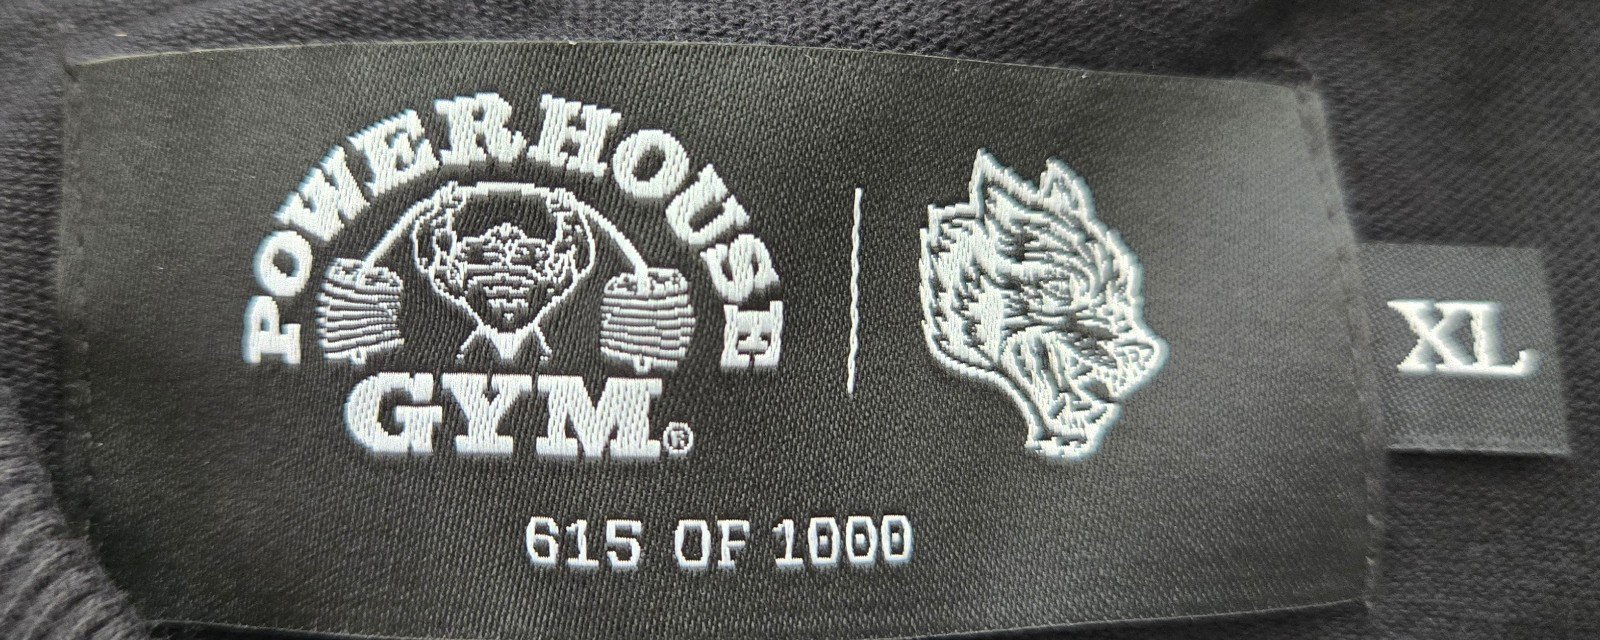 POWERHOUSE
GYM®
615 OF 1000
XL